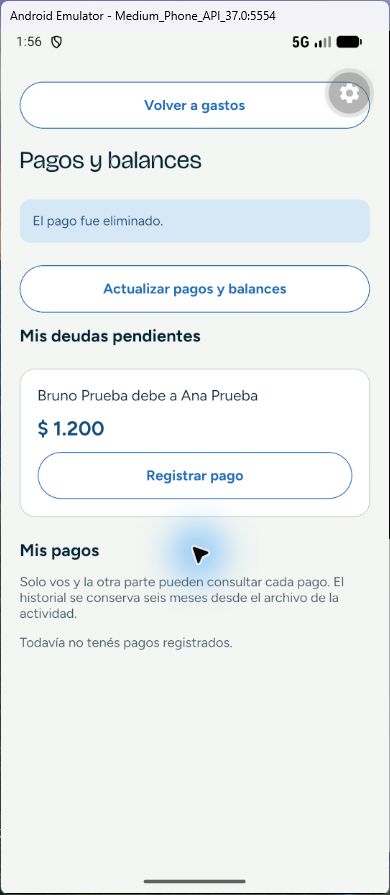 Android Emulator - Medium_Phone_API_37.0:5554
1:56
5G
Volver a gastos
Pagos y balances
El pago fue eliminado.
Actualizar pagos y balances
Mis deudas pendientes
Bruno Prueba debe a Ana Prueba
$ 1.200
Registrar pago
Mis pagos
Solo vos y la otra parte pueden consultar cada pago. El
historial se conserva seis meses desde el archivo de la
actividad.
Todavía no tenés pagos registrados.